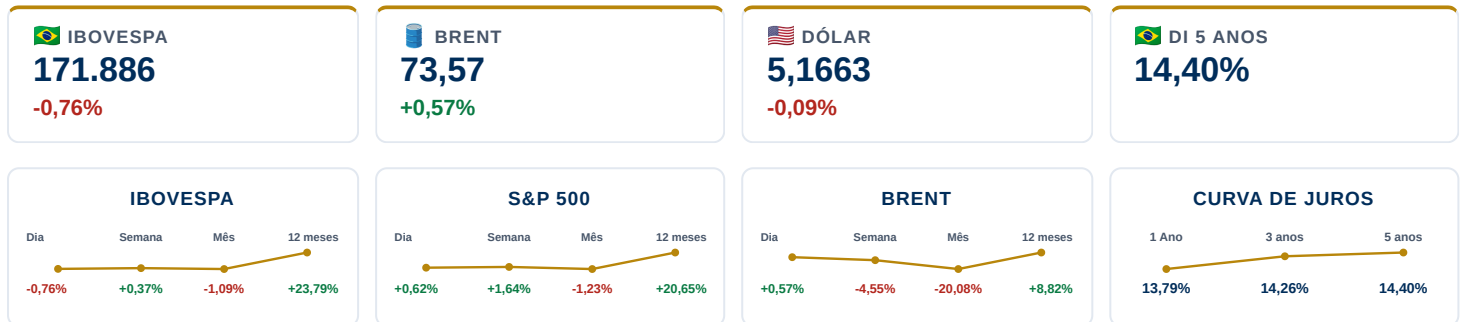 IBOVESPA
171.886
-0,76%
BRENT
73,57
+0,57%
DÓLAR
5,1663
-0,09%
DI 5 ANOS
14,40%
IBOVESPA
Dia Semana Mês 12 meses
-0,76% +0,37% -1,09% +23,79%
S&P 500
Dia Semana Mês 12 meses
+0,62% +1,64% -1,23% +20,65%
BRENT
Dia Semana Mês 12 meses
+0,57% -4,55% -20,08% +8,82%
CURVA DE JUROS
1 Ano 3 anos 5 anos
13,79% 14,26% 14,40%